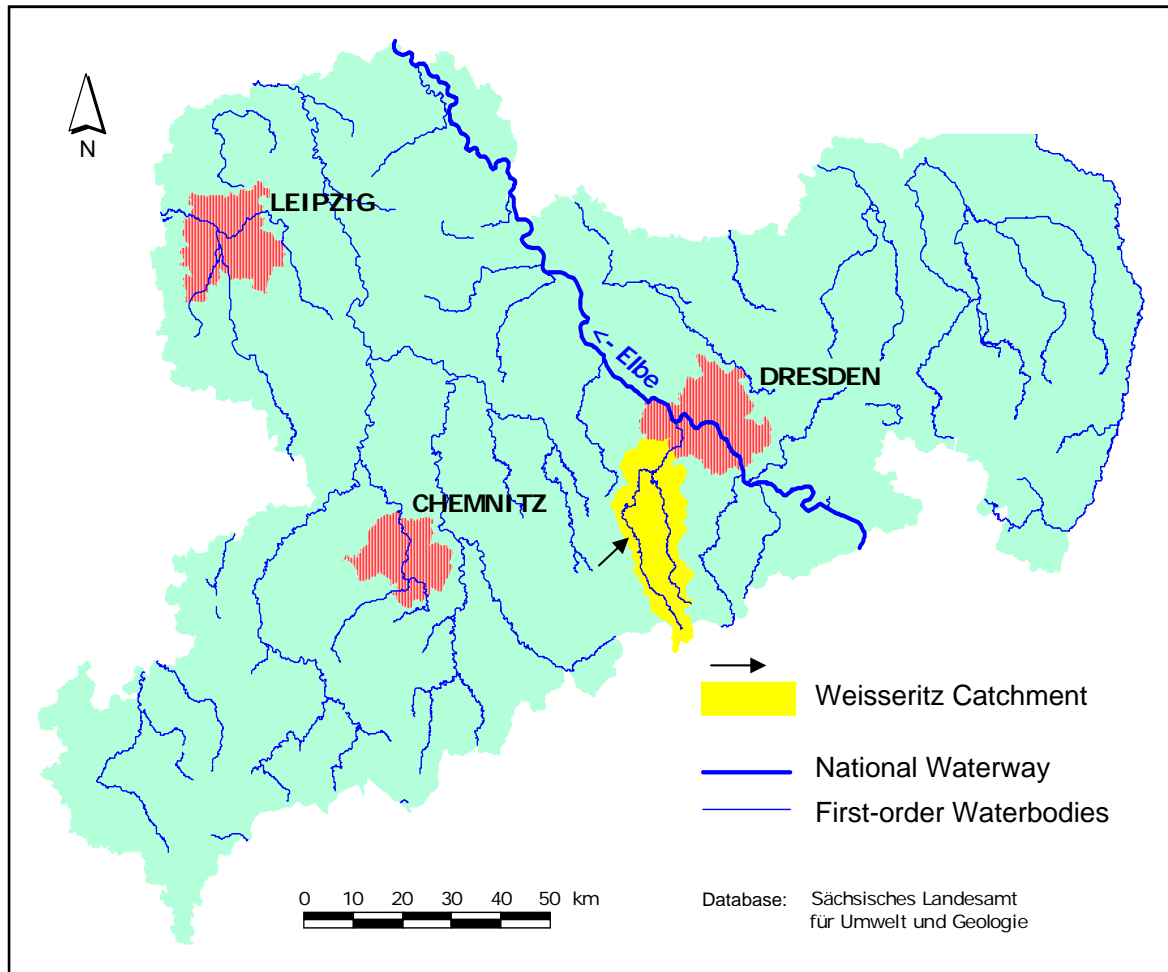 N
LEIPZIG
<- Elbe
DRESDEN
CHEMNITZ
Weisseritz Catchment
National Waterway
First-order Waterbodies
0 10 20 30 40 50 km
Database: Sächsisches Landesamt
für Umwelt und Geologie